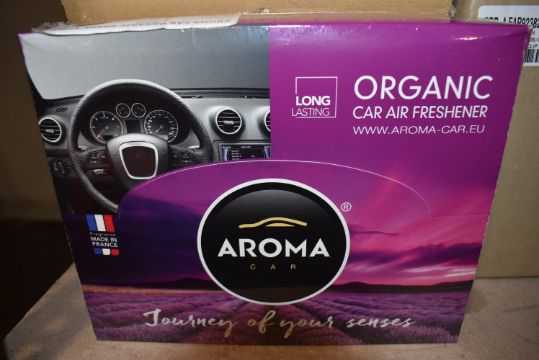 LONG
LASTING
ORGANIC
CAR AIR FRESHENER
WWW.AROMA-CAR.EU
Fragrance
MADE IN
FRANCE
®
AROMA
CAR
Journey of your senses